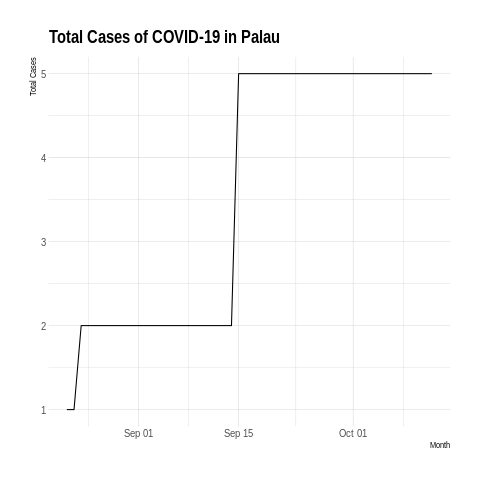 Total Cases of COVID-19 in Palau
Total Cases
5
4
3
2
1
Sep 01
Sep 15
Oct 01
Month